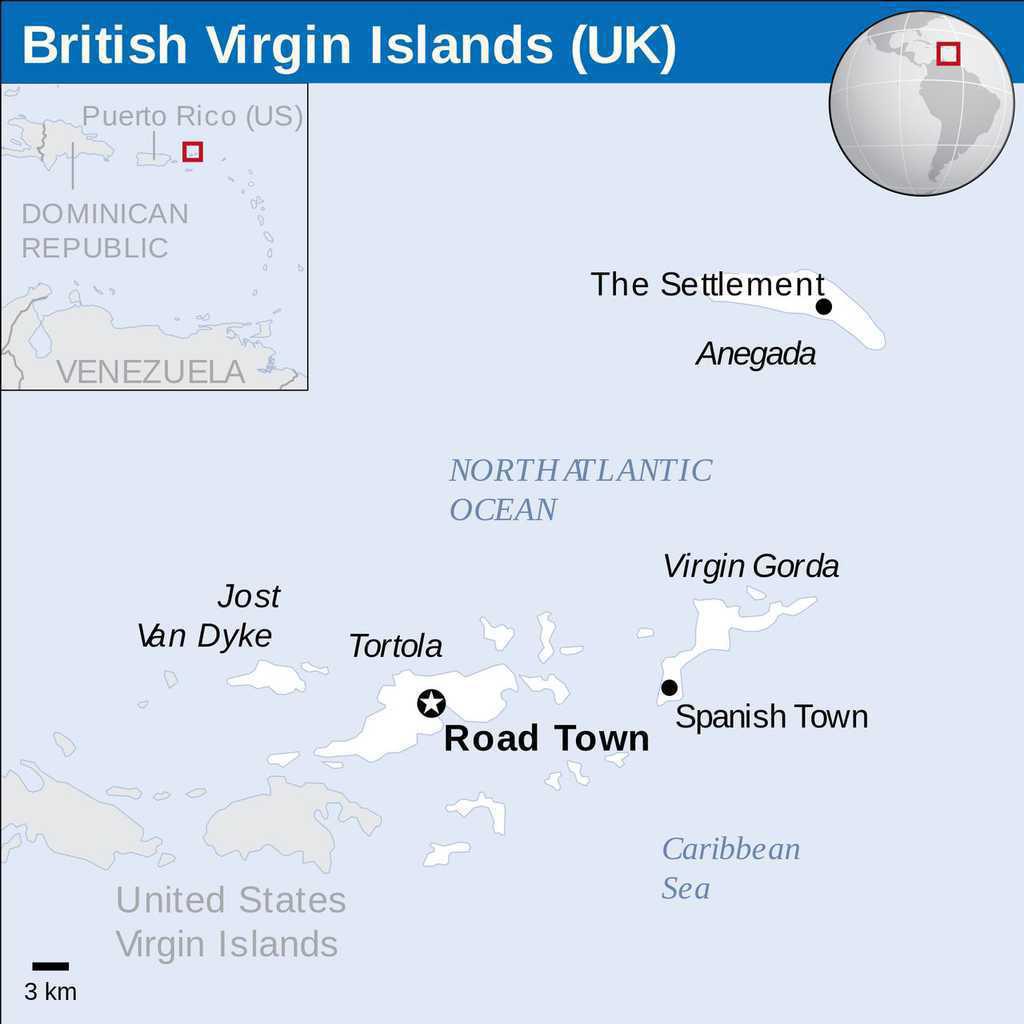 British Virgin Islands (UK)
Puerto Rico (US)
DOMINICAN
REPUBLIC
VENEZUELA
The Settlement
Anegada
NORTH ATLANTIC
OCEAN
Virgin Gorda
Jost
Van Dyke
Tortola
Spanish Town
Road Town
Caribbean
Sea
United States
Virgin Islands
3 km